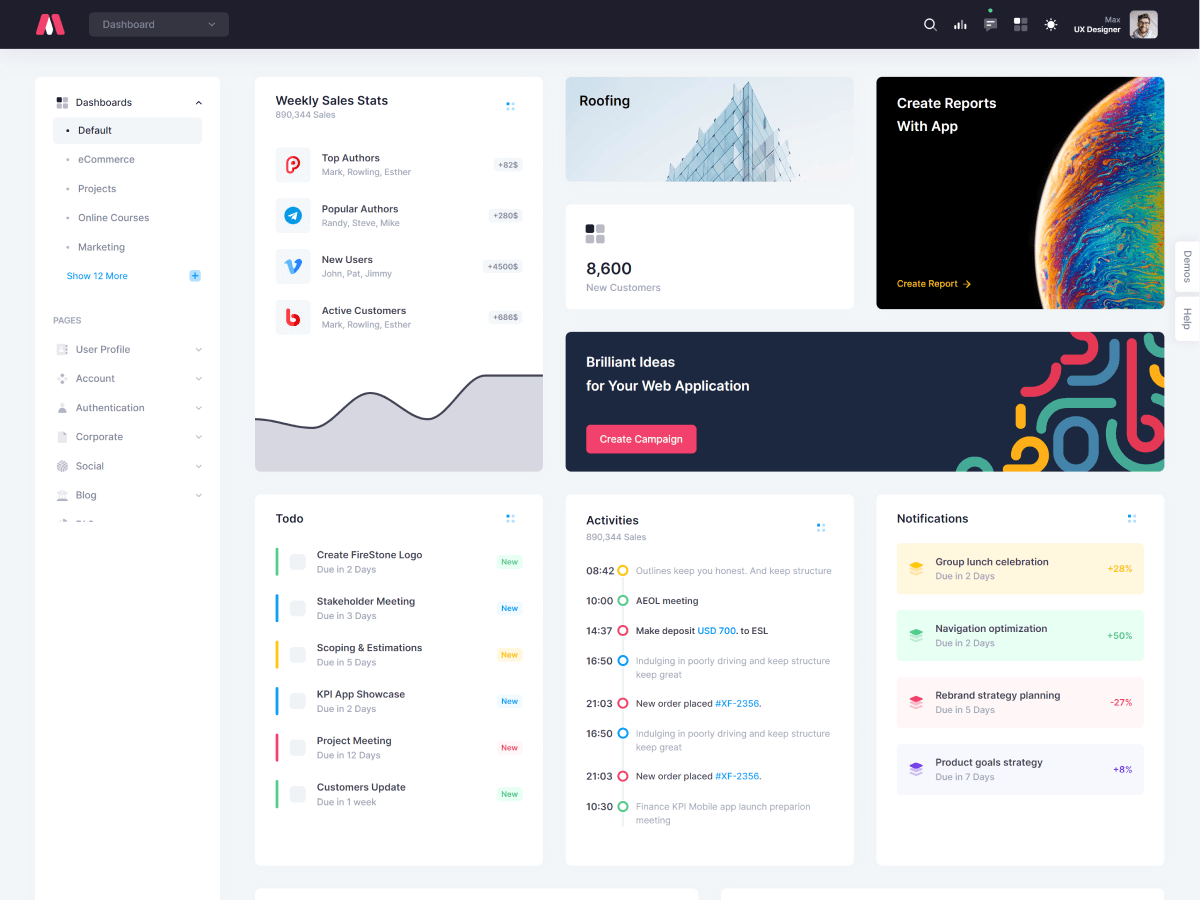 Dashboard
Max
UX Designer
Dashboards
Default
eCommerce
Projects
Online Courses
Marketing
Show 12 More
PAGES
User Profile
Account
Authentication
Corporate
Social
Blog
Weekly Sales Stats
890,344 Sales
Top Authors
Mark, Rowling, Esther
+82$
Popular Authors
Randy, Steve, Mike
+280$
New Users
John, Pat, Jimmy
+4500$
Active Customers
Mark, Rowling, Esther
+686$
Roofing
8,600
New Customers
Create Reports
With App
Create Report
Demos
Help
Brilliant Ideas
for Your Web Application
Create Campaign
Todo
Create FireStone Logo
Due in 2 Days
New
Stakeholder Meeting
Due in 3 Days
New
Scoping & Estimations
Due in 5 Days
New
KPI App Showcase
Due in 2 Days
New
Project Meeting
Due in 12 Days
New
Customers Update
Due in 1 week
New
Activities
890,344 Sales
08:42 Outlines keep you honest. And keep structure
10:00 AEOL meeting
14:37 Make deposit USD 700. to ESL
16:50 Indulging in poorly driving and keep structure
keep great
21:03 New order placed #XF-2356.
16:50 Indulging in poorly driving and keep structure
keep great
21:03 New order placed #XF-2356.
10:30 Finance KPI Mobile app launch preparion
meeting
Notifications
Group lunch celebration
Due in 2 Days
+28%
Navigation optimization
Due in 2 Days
+50%
Rebrand strategy planning
Due in 5 Days
-27%
Product goals strategy
Due in 7 Days
+8%